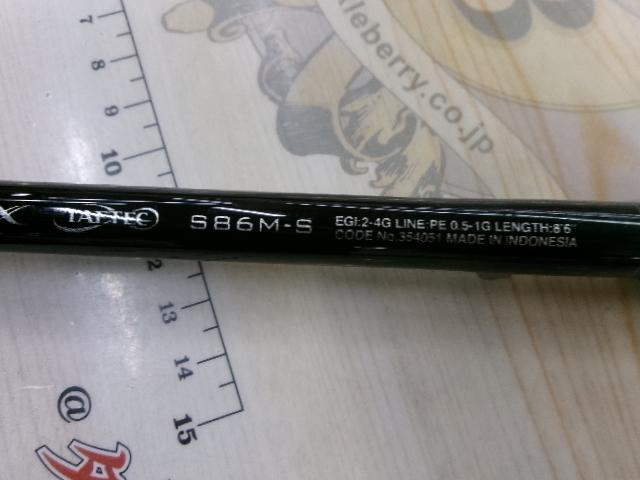 7
8
9
10
kleberry.co.jp
TAFTEC S86M-S
EGI:2-4G LINE:PE 0.5-1G LENGTH:8'6"
CODE No.354051 MADE IN INDONESIA
2
13
14
15
@